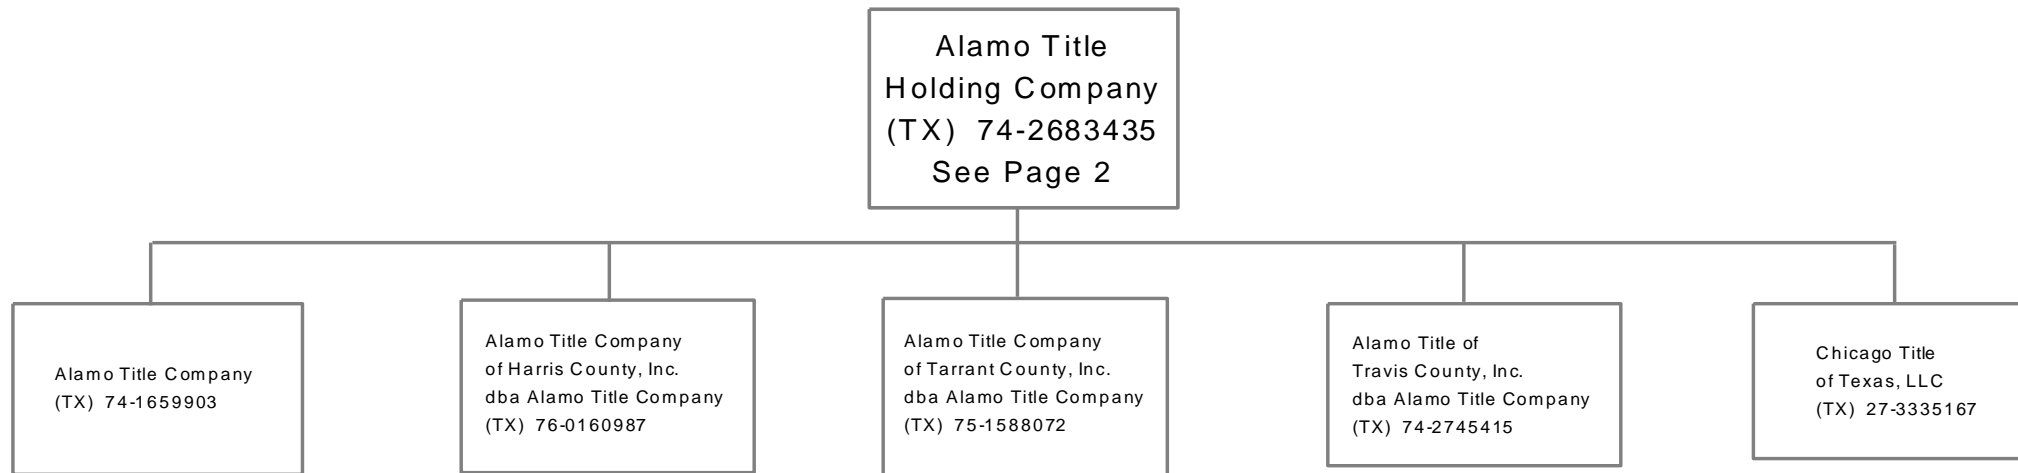 Alamo Title
Holding Company
(TX) 74-2683435
See Page 2
Alamo Title Company
(TX) 74-1659903
Alamo Title Company
of Harris County, Inc.
dba Alamo Title Company
(TX) 76-0160987
Alamo Title Company
of Tarrant County, Inc.
dba Alamo Title Company
(TX) 75-1588072
Alamo Title of
Travis County, Inc.
dba Alamo Title Company
(TX) 74-2745415
Chicago Title
of Texas, LLC
(TX) 27-3335167